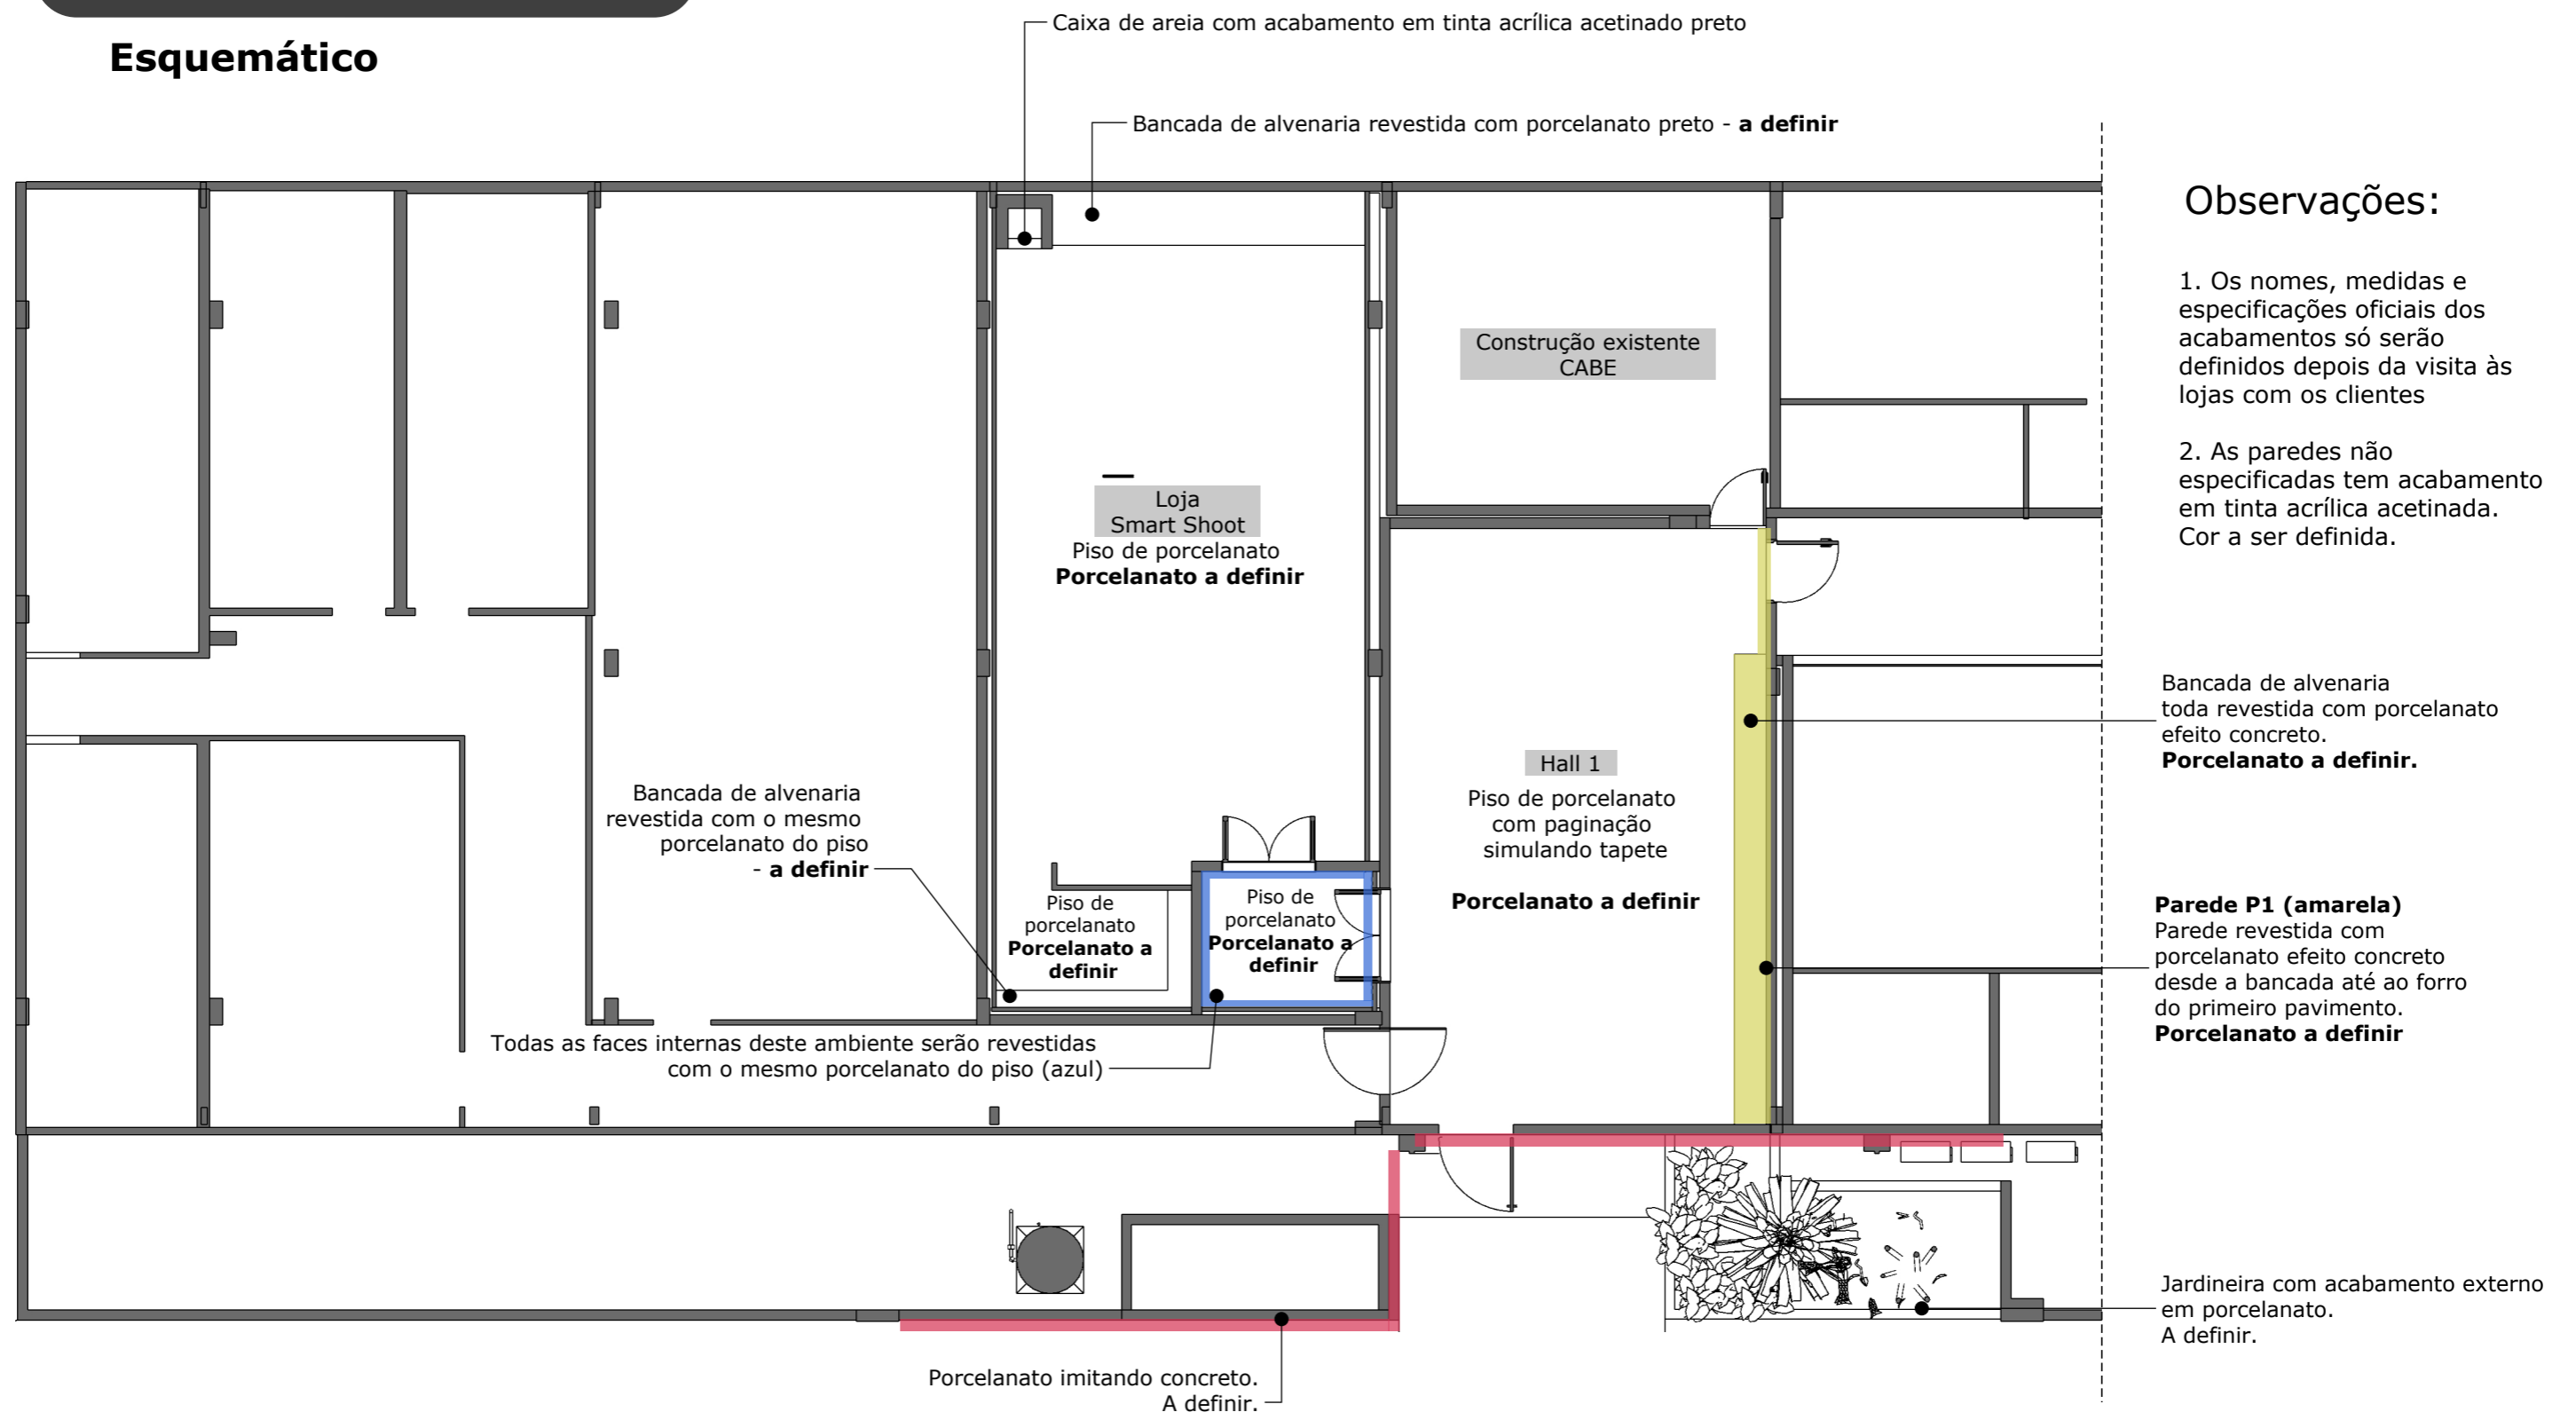 Esquemático
Caixa de areia com acabamento em tinta acrílica acetinado preto
Bancada de alvenaria revestida com porcelanato preto - a definir
Observações:
1. Os nomes, medidas e
especificações oficiais dos
acabamentos só serão
definidos depois da visita às
lojas com os clientes
2. As paredes não
especificadas tem acabamento
em tinta acrílica acetinada.
Cor a ser definida.
Construção existente
CABE
Loja
Smart Shoot
Piso de porcelanato
Porcelanato a definir
Bancada de alvenaria
toda revestida com porcelanato
efeito concreto.
Porcelanato a definir.
Hall 1
Piso de porcelanato
com paginação
simulando tapete
Porcelanato a definir
Bancada de alvenaria
revestida com o mesmo
porcelanato do piso
- a definir
Piso de
porcelanato
Porcelanato a
definir
Piso de
porcelanato
Porcelanato a
definir
Parede P1 (amarela)
Parede revestida com
porcelanato efeito concreto
desde a bancada até ao forro
do primeiro pavimento.
Porcelanato a definir
Todas as faces internas deste ambiente serão revestidas
com o mesmo porcelanato do piso (azul)
Jardineira com acabamento externo
em porcelanato.
A definir.
Porcelanato imitando concreto.
A definir.